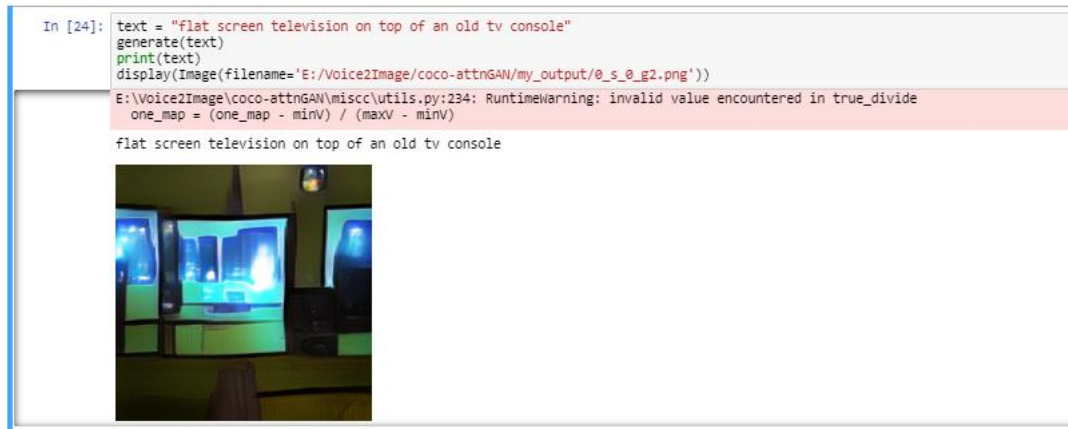 In [24]: text = "flat screen television on top of an old tv console"
generate(text)
print(text)
display(Image(filename='E:/Voice2Image/coco-attnGAN/my_output/0_s_0_g2.png'))
E:\Voice2Image\coco-attnGAN\miscc\utils.py:234: RuntimeWarning: invalid value encountered in true_divide
one_map = (one_map - minV) / (maxV - minV)
flat screen television on top of an old tv console